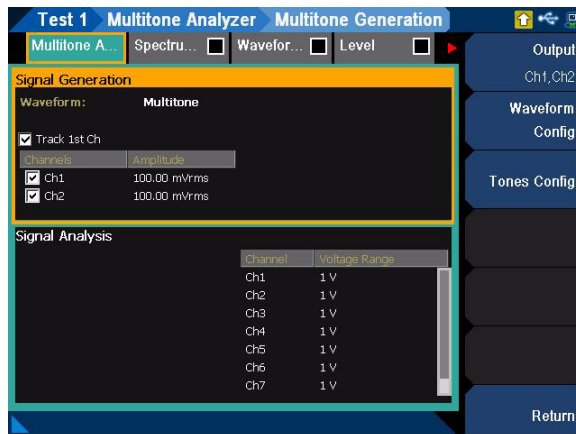 Test 1 Multitone Analyzer Multitone Generation
Multitone A... Spectru... Wavefor... Level
Signal Generation
Waveform: Multitone
Track 1st Ch
Channels Amplitude
Ch1 100.00 mVrms
Ch2 100.00 mVrms
Signal Analysis
Channel Voltage Range
Ch1 1 V
Ch2 1 V
Ch3 1 V
Ch4 1 V
Ch5 1 V
Ch6 1 V
Ch7 1 V
Output
Ch1,Ch2
Waveform
Config
Tones Config
Return